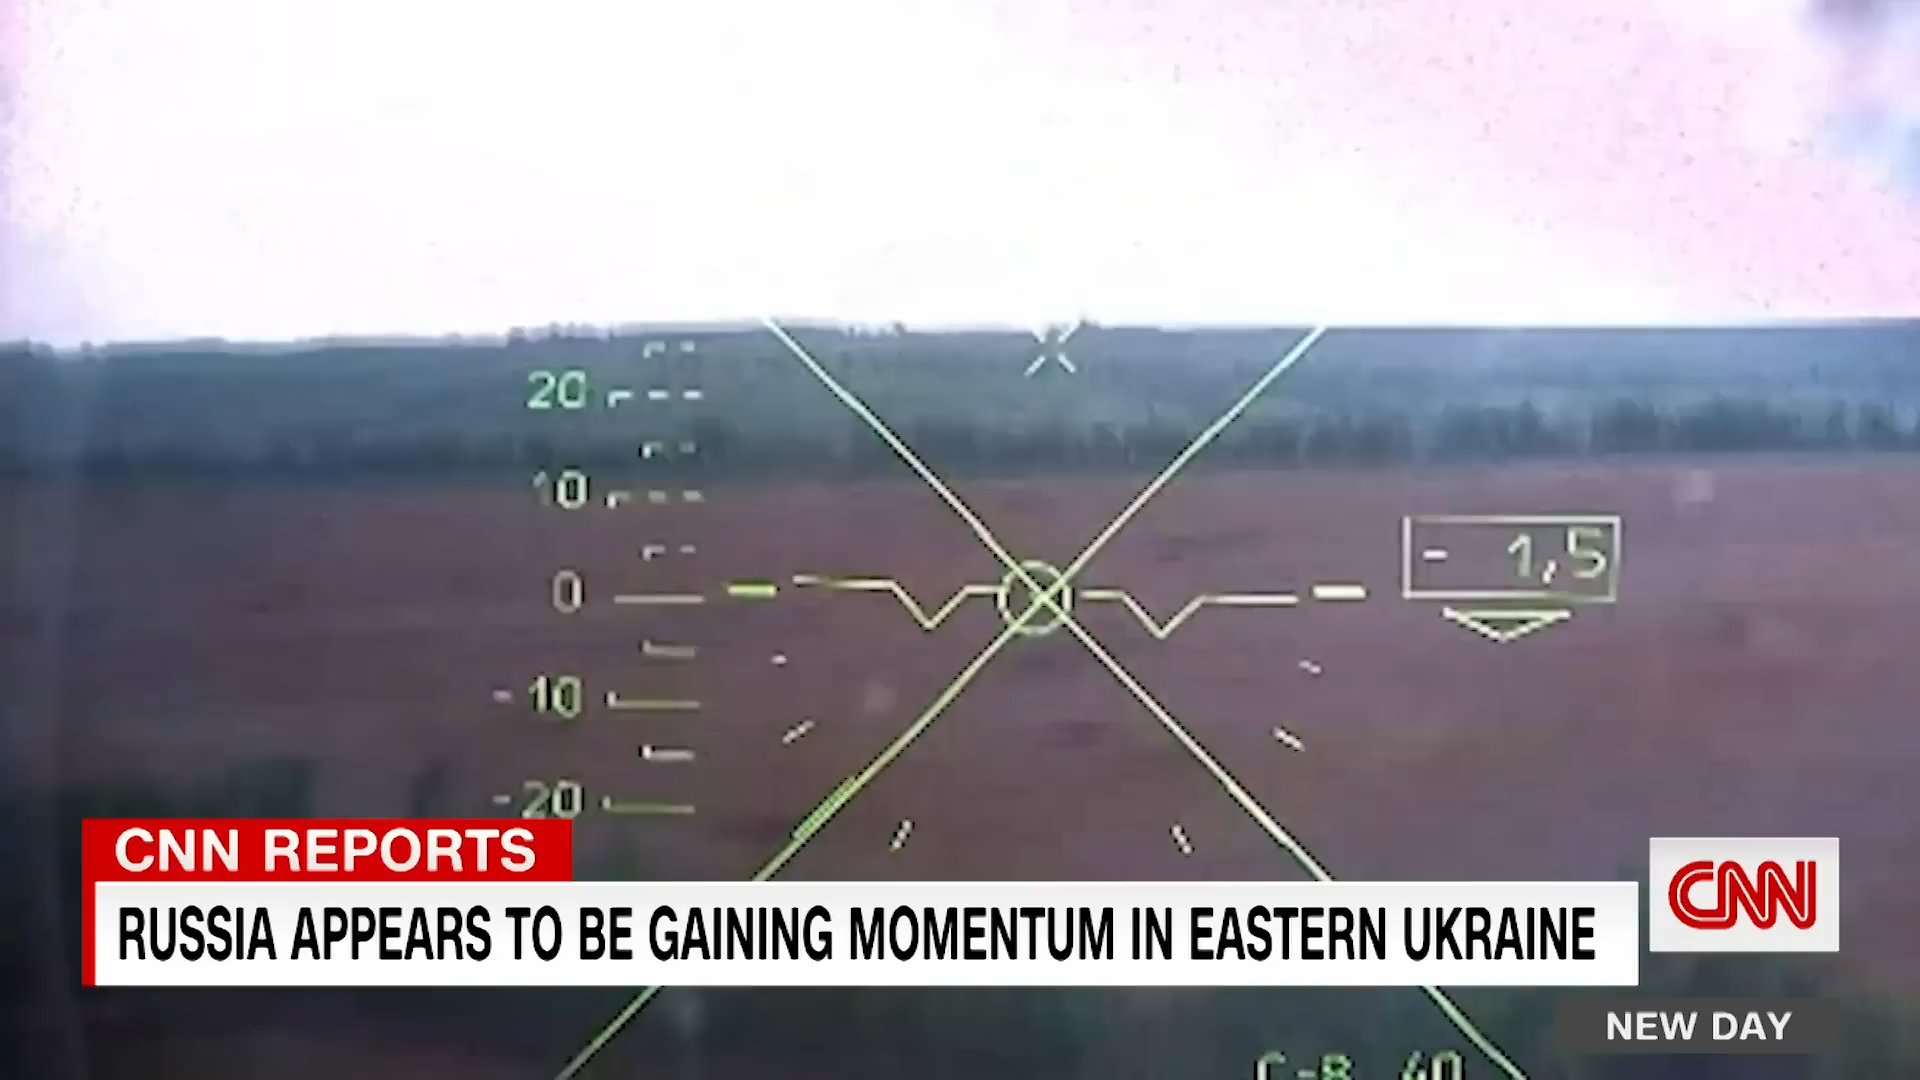 20
10
0
- 1,5
- 10
- 20
CNN REPORTS
RUSSIA APPEARS TO BE GAINING MOMENTUM IN EASTERN UKRAINE
CNN
NEW DAY